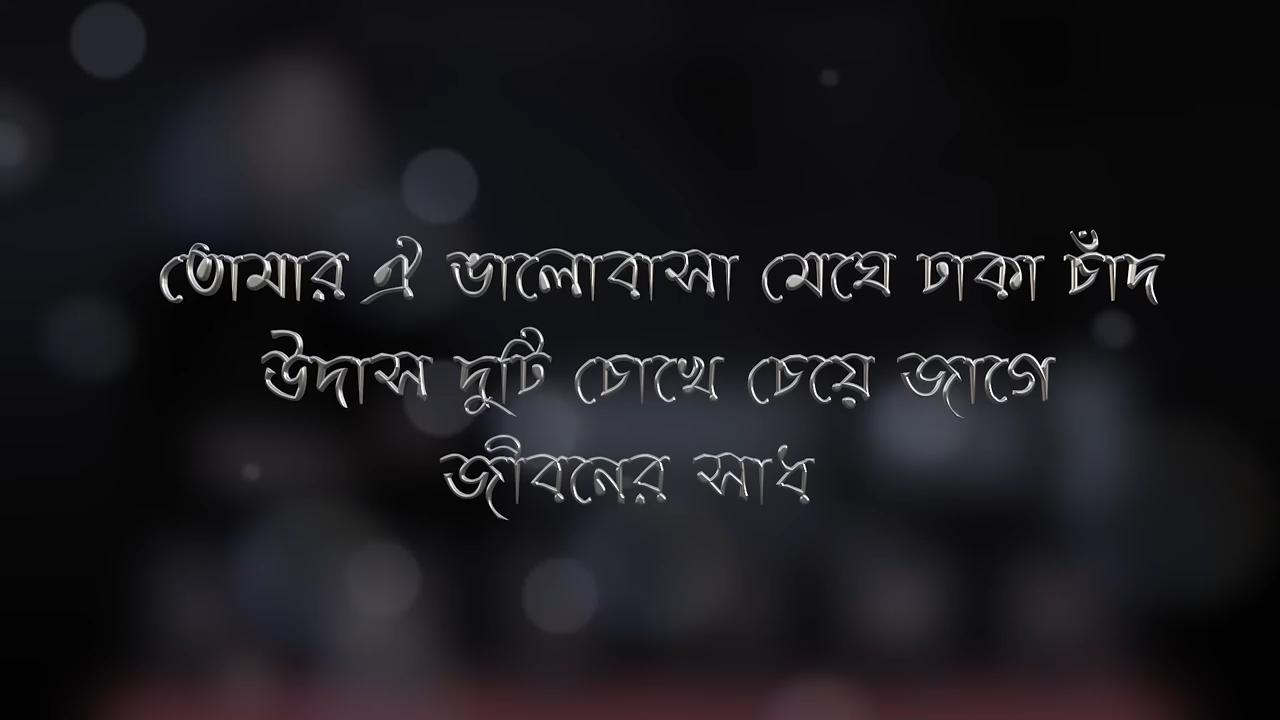 তোমার ঐ ভালোবাসা মেঘে ঢাকা চাঁদ
উদাস দুটি চোখে চেয়ে জাগে
জীবনের সাধ